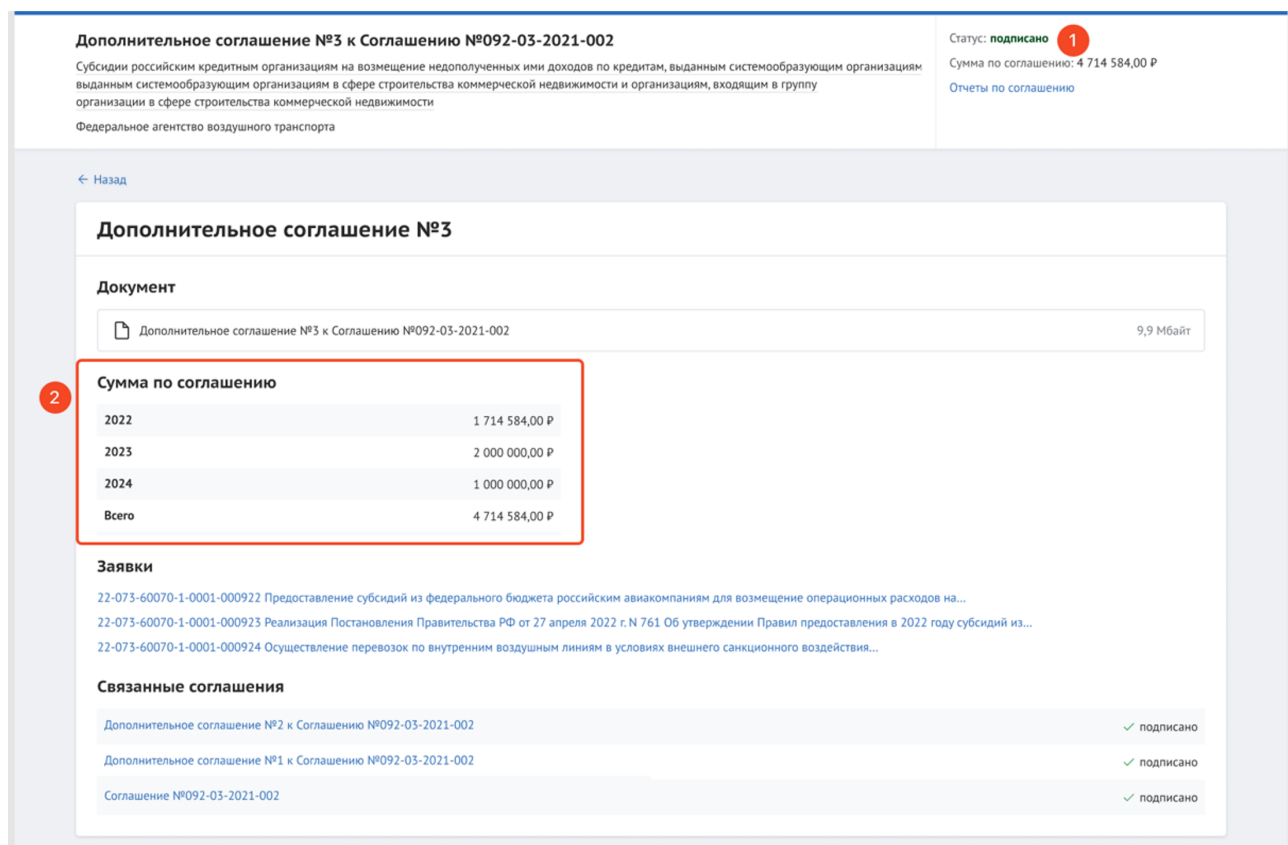 Дополнительное соглашение №3 к Соглашению №092-03-2021-002
Субсидии российским кредитным организациям на возмещение недополученных ими доходов по кредитам, выданным системообразующим организациям
выданным системообразующим организациям в сфере строительства коммерческой недвижимости и организациям, входящим в группу
организации в сфере строительства коммерческой недвижимости
Федеральное агентство воздушного транспорта
Статус: подписано
1
Сумма по соглашению: 4 714 584,00 ₽
Отчеты по соглашению
← Назад
Дополнительное соглашение №3
Документ
Дополнительное соглашение №3 к Соглашению №092-03-2021-002 9,9 Мбайт
2
Сумма по соглашению
2022 1 714 584,00 ₽
2023 2 000 000,00 ₽
2024 1 000 000,00 ₽
Всего 4 714 584,00 ₽
Заявки
22-073-60070-1-0001-000922 Предоставление субсидий из федерального бюджета российским авиакомпаниям для возмещение операционных расходов на...
22-073-60070-1-0001-000923 Реализация Постановления Правительства РФ от 27 апреля 2022 г. N 761 Об утверждении Правил предоставления в 2022 году субсидий из...
22-073-60070-1-0001-000924 Осуществление перевозок по внутренним воздушным линиям в условиях внешнего санкционного воздействия...
Связанные соглашения
Дополнительное соглашение №2 к Соглашению №092-03-2021-002 ✓ подписано
Дополнительное соглашение №1 к Соглашению №092-03-2021-002 ✓ подписано
Соглашение №092-03-2021-002 ✓ подписано